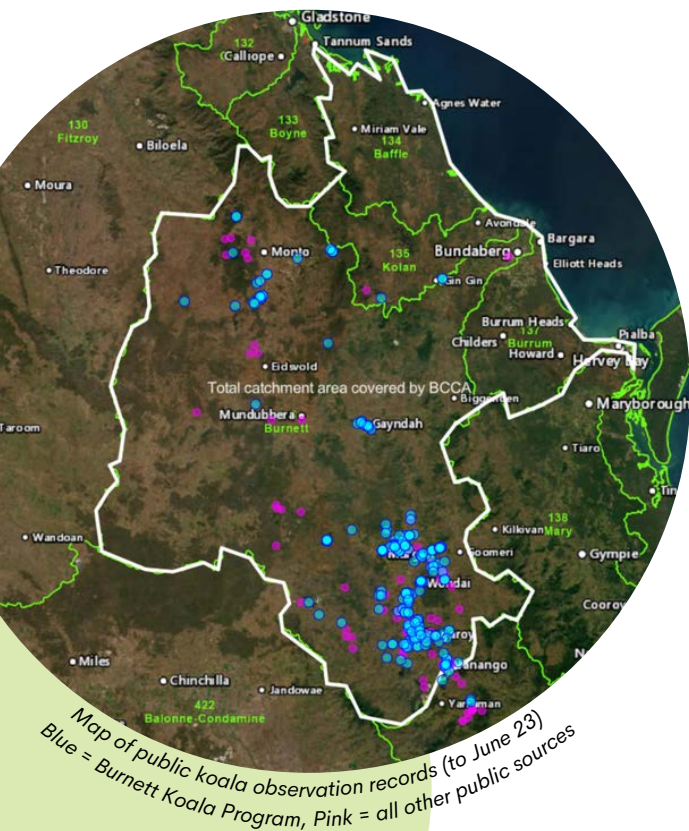 Gladstone
Tannum Sands
132
Calliope
Agnes Water
130
Fitzroy
133
Boyne
Miriam Vale
134
Baffle
Biloela
Moura
Avondale
Bargara
Monto
135
Kolan
Bundaberg
Theodore
Elliott Heads
Gin Gin
Burrum Heads
137
Burrum
Childers
Pialba
Howard
Hervey Bay
Eidsvold
Total catchment area covered by BCCA
Biggenden
Maryborough
Mundubbera
Burnett
Gayndah
Taroom
Tiaro
Tin
138
Mary
Kilkivan
Wandoan
Goomeri
Gympie
Wondai
Cooroy
N
Miles
Chinchilla
Jandowae
422
Balonne-Condamine
Map of public koala observation records (to June 23)
Blue = Burnett Koala Program, Pink = all other public sources